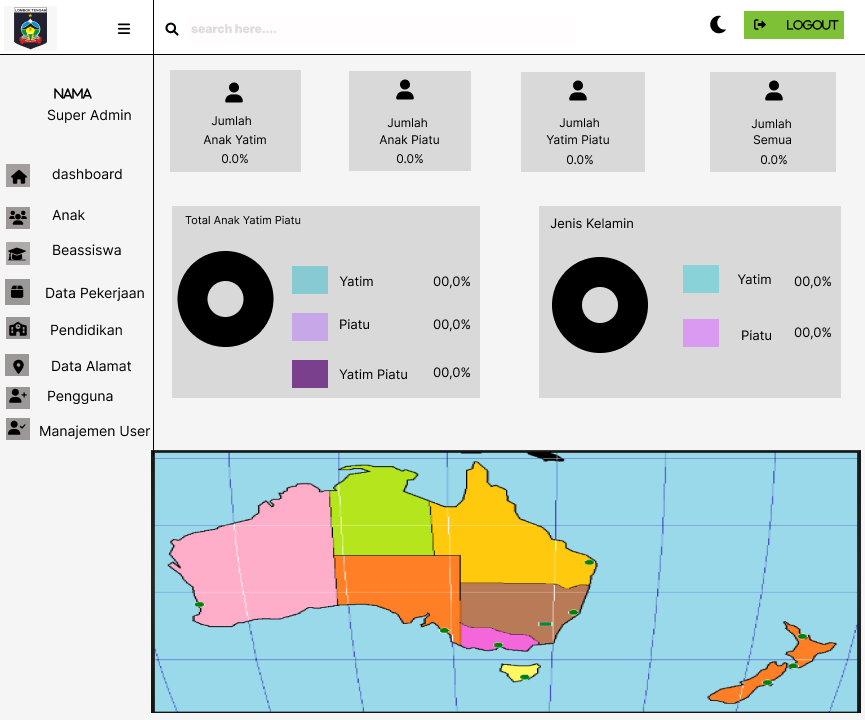 LOMBOK TENGAH
search here....
LOGOUT
NAMA
Super Admin
dashboard
Anak
Beassiswa
Data Pekerjaan
Pendidikan
Data Alamat
Pengguna
Manajemen User
Jumlah
Anak Yatim
0.0%
Jumlah
Anak Piatu
0.0%
Jumlah
Yatim Piatu
0.0%
Jumlah
Semua
0.0%
Total Anak Yatim Piatu
Yatim 00,0%
Piatu 00,0%
Yatim Piatu 00,0%
Jenis Kelamin
Yatim 00,0%
Piatu 00,0%